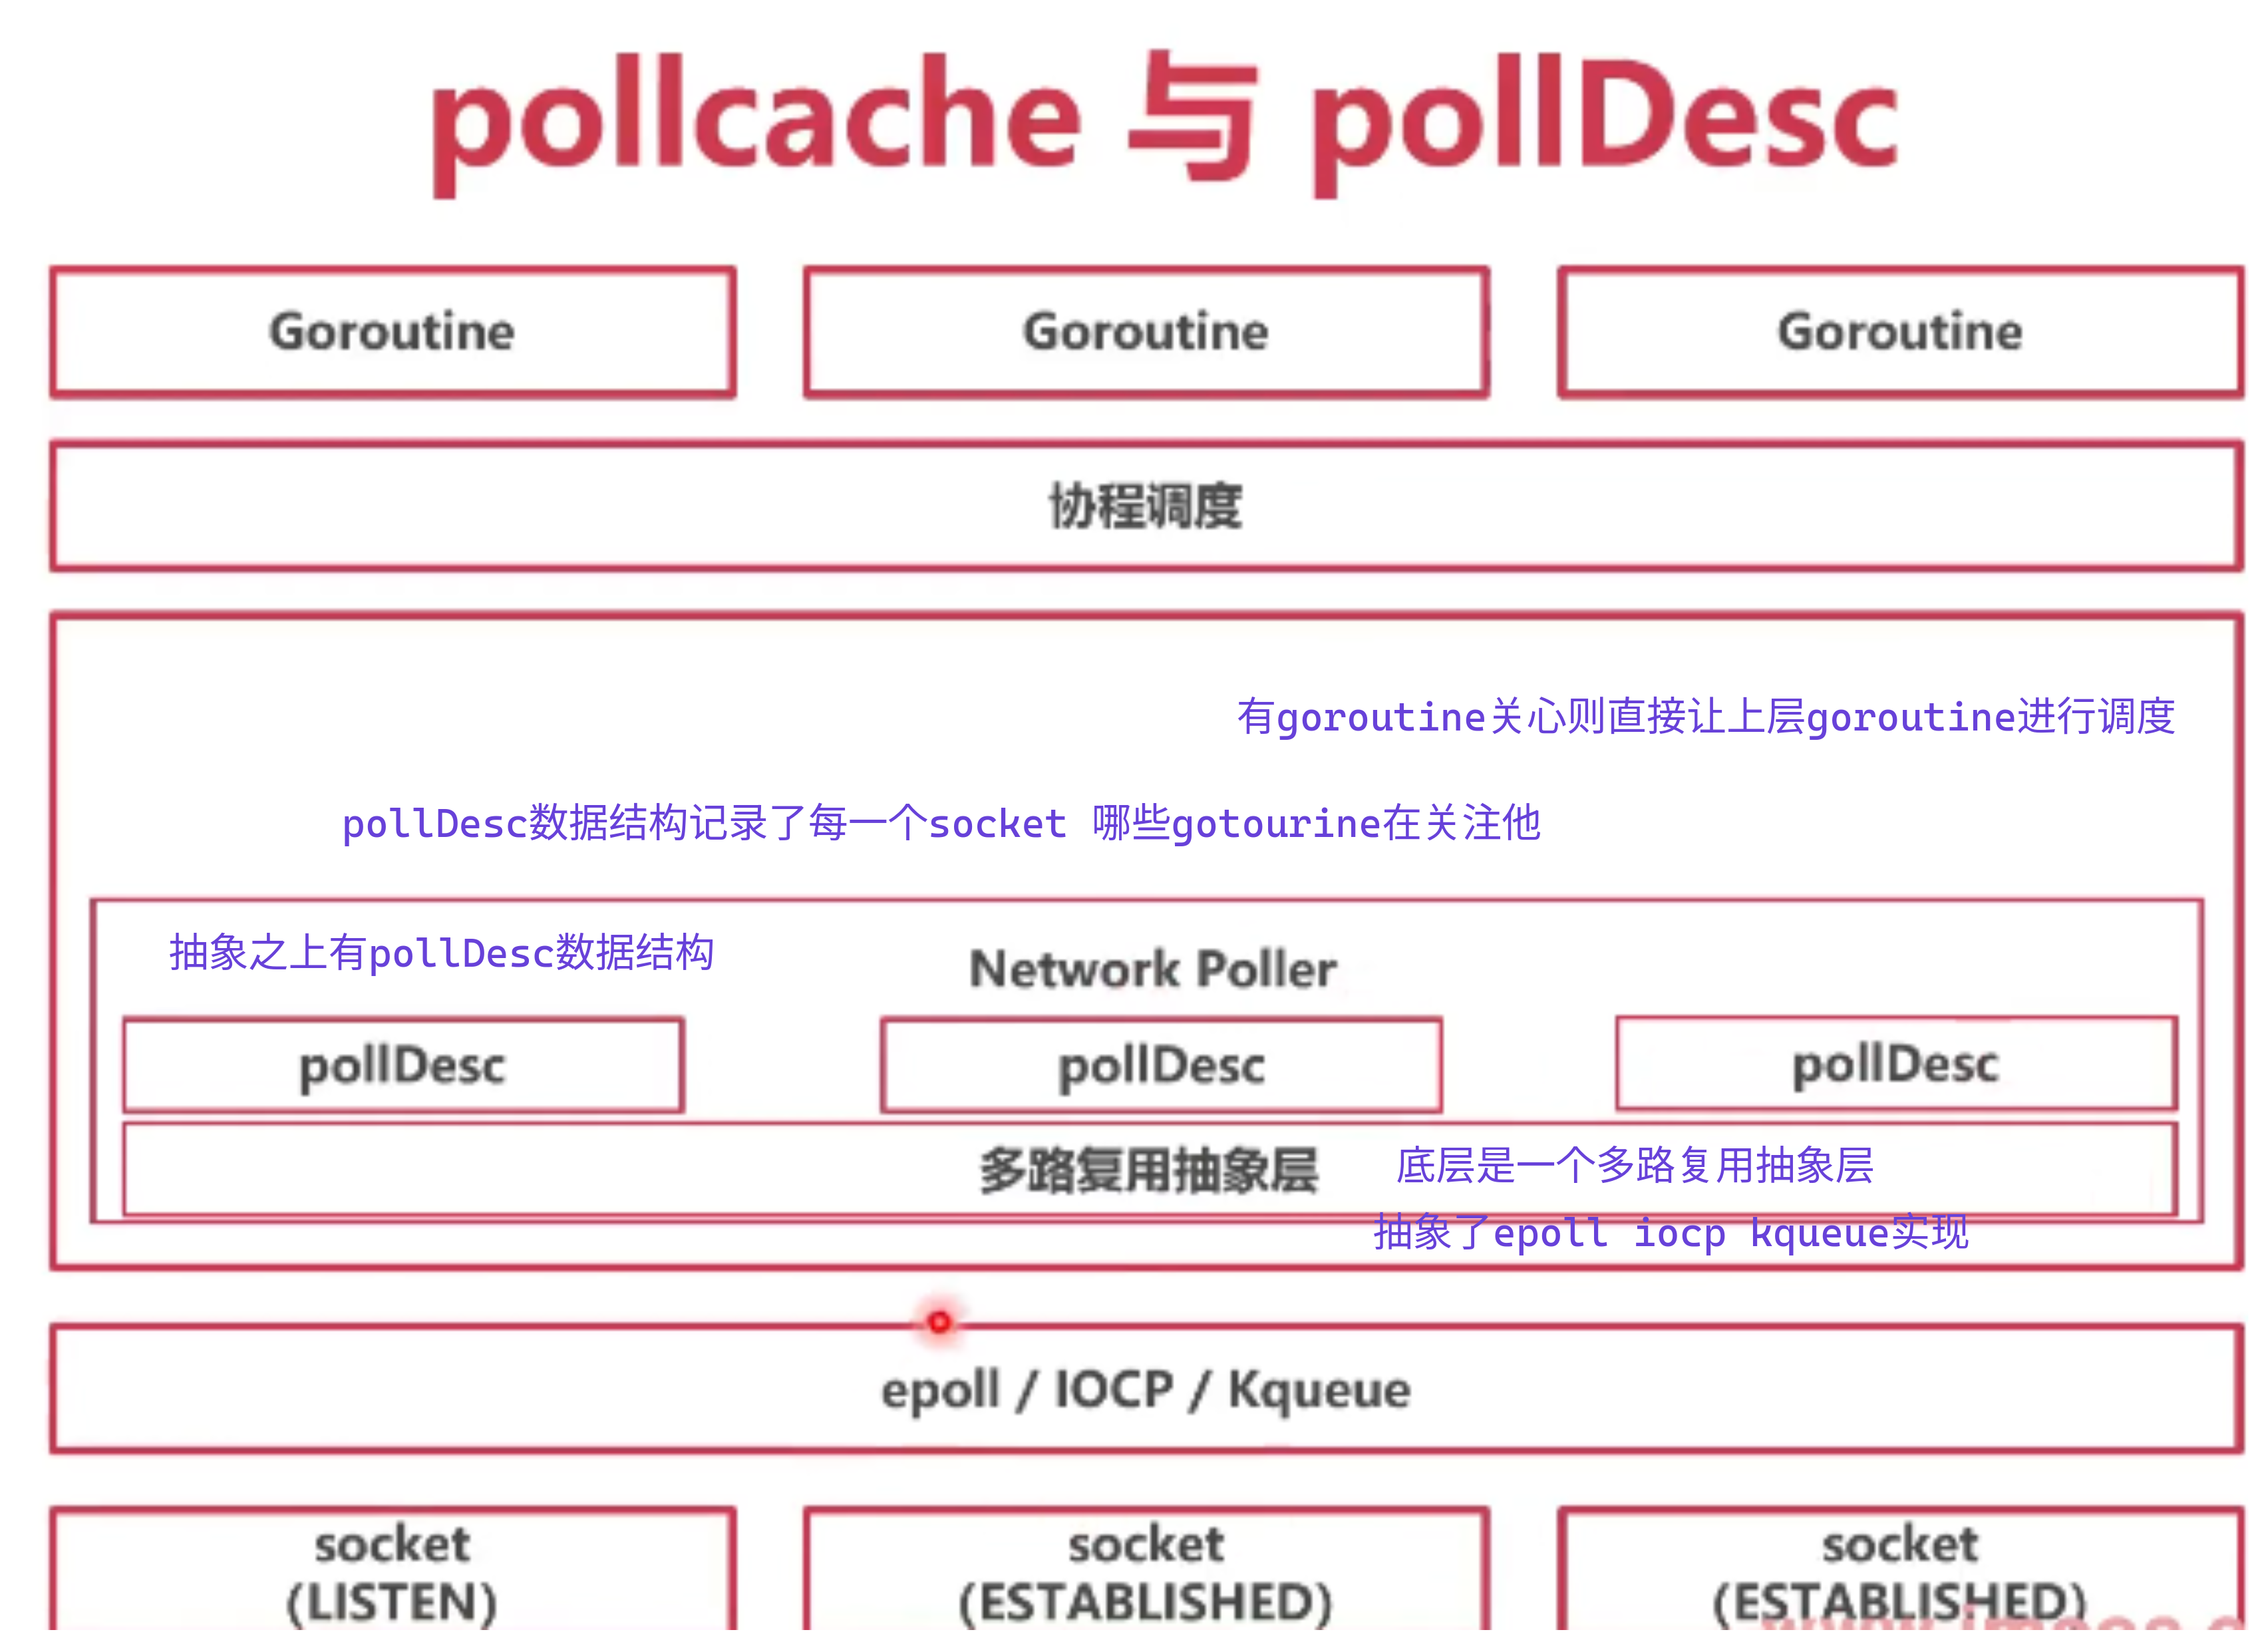 pollcache 与 pollDesc
Goroutine
Goroutine
Goroutine
协程调度
有goroutine关心则直接让上层goroutine进行调度
pollDesc数据结构记录了每一个socket 哪些gotourine在关注他
抽象之上有pollDesc数据结构
Network Poller
pollDesc
pollDesc
pollDesc
多路复用抽象层
底层是一个多路复用抽象层
抽象了epoll iocp kqueue实现
epoll / IOCP / Kqueue
socket
(LISTEN)
socket
(ESTABLISHED)
socket
(ESTABLISHED)